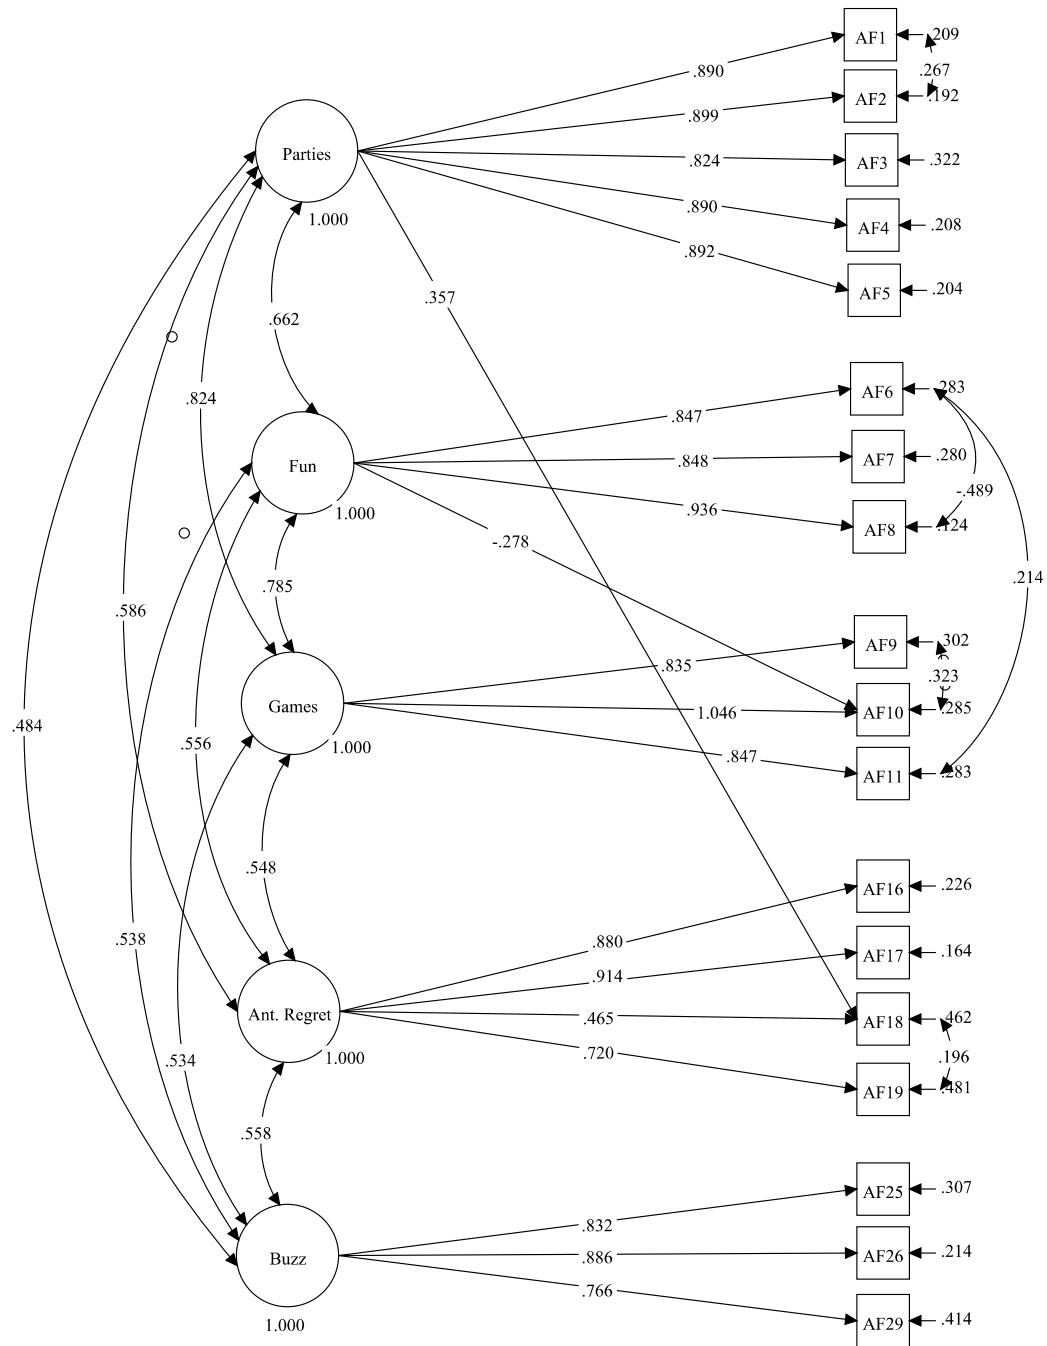 AF1
.209
.890
.267
AF2
.192
.899
Parties
.824
AF3
.322
1.000
.890
AF4
.208
.892
AF5
.204
.357
.662
.824
AF6
.283
.847
Fun
.848
AF7
.280
-.489
1.000
.936
AF8
.124
-.278
.214
.785
.586
AF9
.302
.835
.323
Games
1.046
AF10
.285
1.000
.847
AF11
.283
.484
.556
.548
AF16
.226
.880
.538
.914
AF17
.164
Ant. Regret
.465
AF18
.462
1.000
.720
.196
.534
AF19
.481
.558
AF25
.307
.832
Buzz
.886
AF26
.214
.766
1.000
AF29
.414